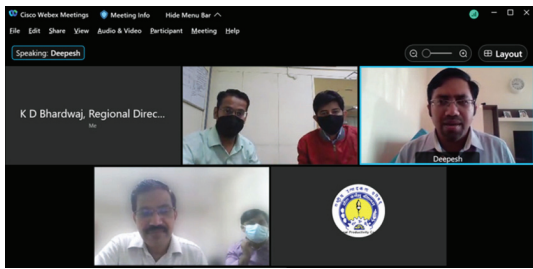 Cisco Webex Meetings Meeting Info Hide Menu Bar
File Edit Share View Audio & Video Participant Meeting Help
Speaking: Deepesh
Layout
K D Bhardwaj, Regional Direc...
Me
Deepesh